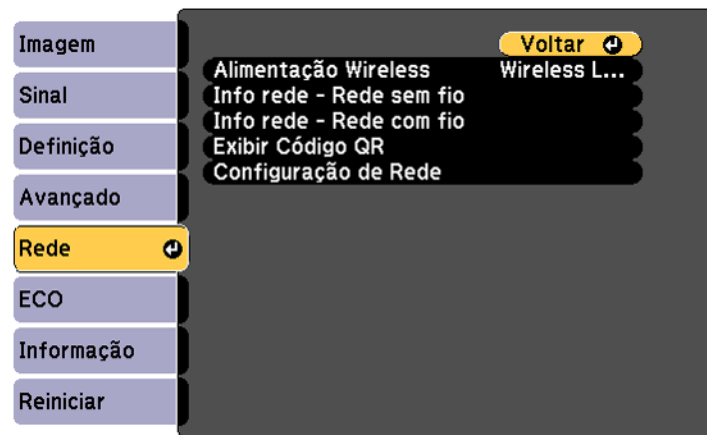 Imagem
Sinal
Definição
Avançado
Rede
ECO
Informação
Reiniciar
Voltar
Alimentação Wireless Wireless L...
Info rede - Rede sem fio
Info rede - Rede com fio
Exibir Código QR
Configuração de Rede